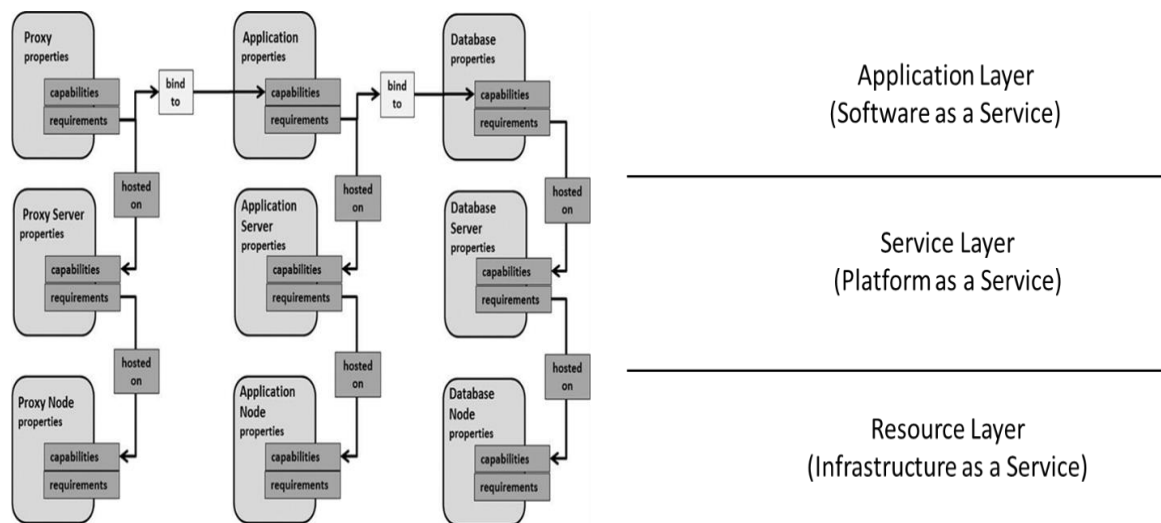 Proxy
properties
capabilities
requirements
bind
to
Application
properties
capabilities
requirements
bind
to
Database
properties
capabilities
requirements
Application Layer
(Software as a Service)
hosted
on
hosted
on
hosted
on
Proxy Server
properties
capabilities
requirements
Application
Server
properties
capabilities
requirements
Database
Server
properties
capabilities
requirements
Service Layer
(Platform as a Service)
hosted
on
hosted
on
hosted
on
Proxy Node
properties
capabilities
requirements
Application
Node
properties
capabilities
requirements
Database
Node
properties
capabilities
requirements
Resource Layer
(Infrastructure as a Service)